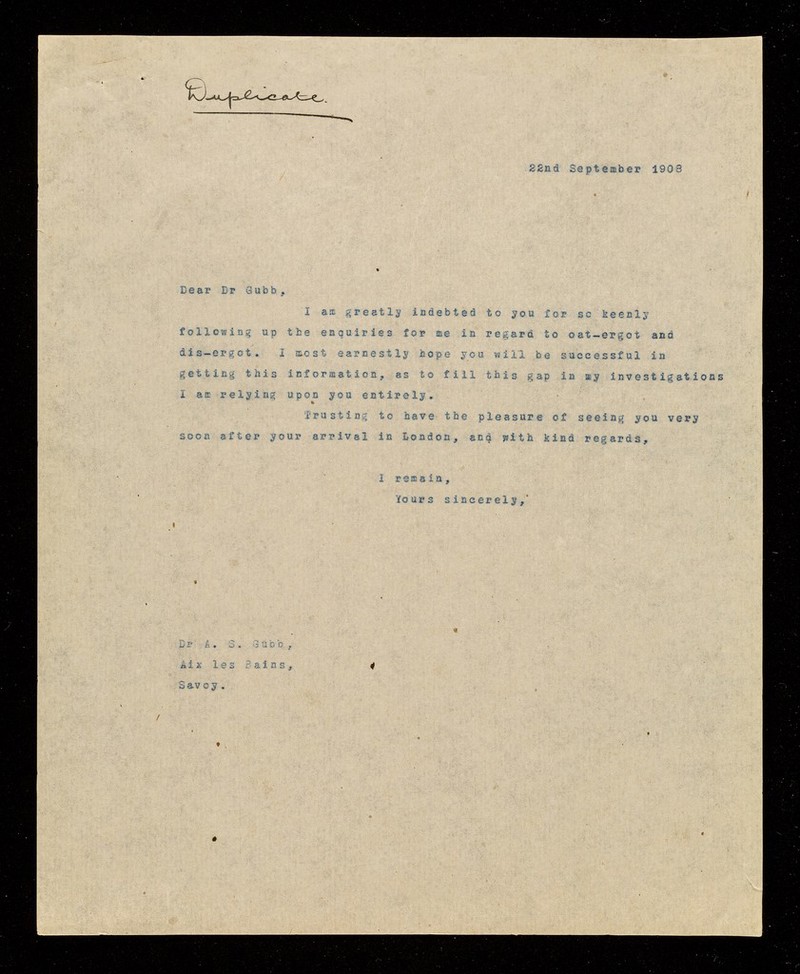 Duplicate.
22nd September 1908
Dear Dr Gubb,
I am greatly indebted to you for so keenly
following up the enquiries for me in regard to oat-ergot and
dis-ergot. I most earnestly hope you will be successful in
getting this information, as to fill this gap in my investigations
I am relying upon you entirely.
Trusting to have the pleasure of seeing you very
soon after your arrival in London, and with kind regards,
I remain,
Yours sincerely,
Dr A. S. Gubb,
Aix les Bains,
Savoy.